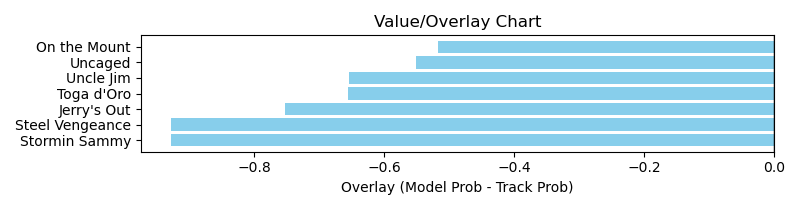 Value/Overlay Chart
On the Mount
Uncaged
Uncle Jim
Toga d'Oro
Jerry's Out
Steel Vengeance
Stormin Sammy
−0.8 −0.6 −0.4 −0.2 0.0
Overlay (Model Prob - Track Prob)